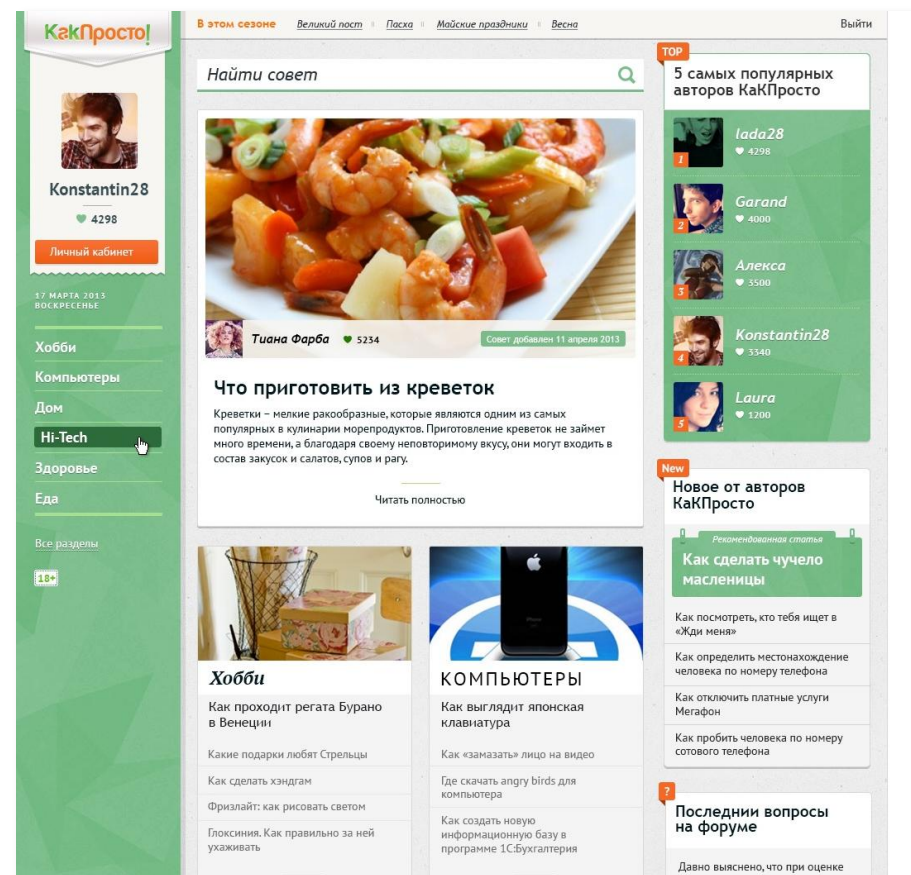 КакПросто!
В этом сезоне
Великий пост
Пасха
Майские праздники
Весна
Выйти
Konstantin28
4298
Личный кабинет
17 МАРТА 2013
ВОСКРЕСЕНЬЕ
Хобби
Компьютеры
Дом
Hi-Tech
Здоровье
Еда
Все разделы
18+
Найти совет
Тиана Фарба
5234
Совет добавлен 11 апреля 2013
Что приготовить из креветок
Креветки – мелкие ракообразные, которые являются одним из самых
популярных в кулинарии морепродуктов. Приготовление креветок не займет
много времени, а благодаря своему неповторимому вкусу, они могут входить в
состав закусок и салатов, супов и рагу.
Читать полностью
Хобби
Как проходит регата Бурано
в Венеции
Какие подарки любят Стрельцы
Как сделать хэндгам
Фризлайт: как рисовать светом
Глоксиния. Как правильно за ней
ухаживать
КОМПЬЮТЕРЫ
Как выглядит японская
клавиатура
Как «замазать» лицо на видео
Где скачать angry birds для
компьютера
Как создать новую
информационную базу в
программе 1С:Бухгалтерия
TOP
5 самых популярных
авторов КаКПросто
1
lada28
4298
2
Garand
4000
3
Алекса
3500
4
Konstantin28
3340
5
Laura
1200
New
Новое от авторов
КаКПросто
Рекомендованная статья
Как сделать чучело
масленицы
Как посмотреть, кто тебя ищет в
«Жди меня»
Как определить местонахождение
человека по номеру телефона
Как отключить платные услуги
Мегафон
Как пробить человека по номеру
сотового телефона
?
Последнии вопросы
на форуме
Давно выяснено, что при оценке